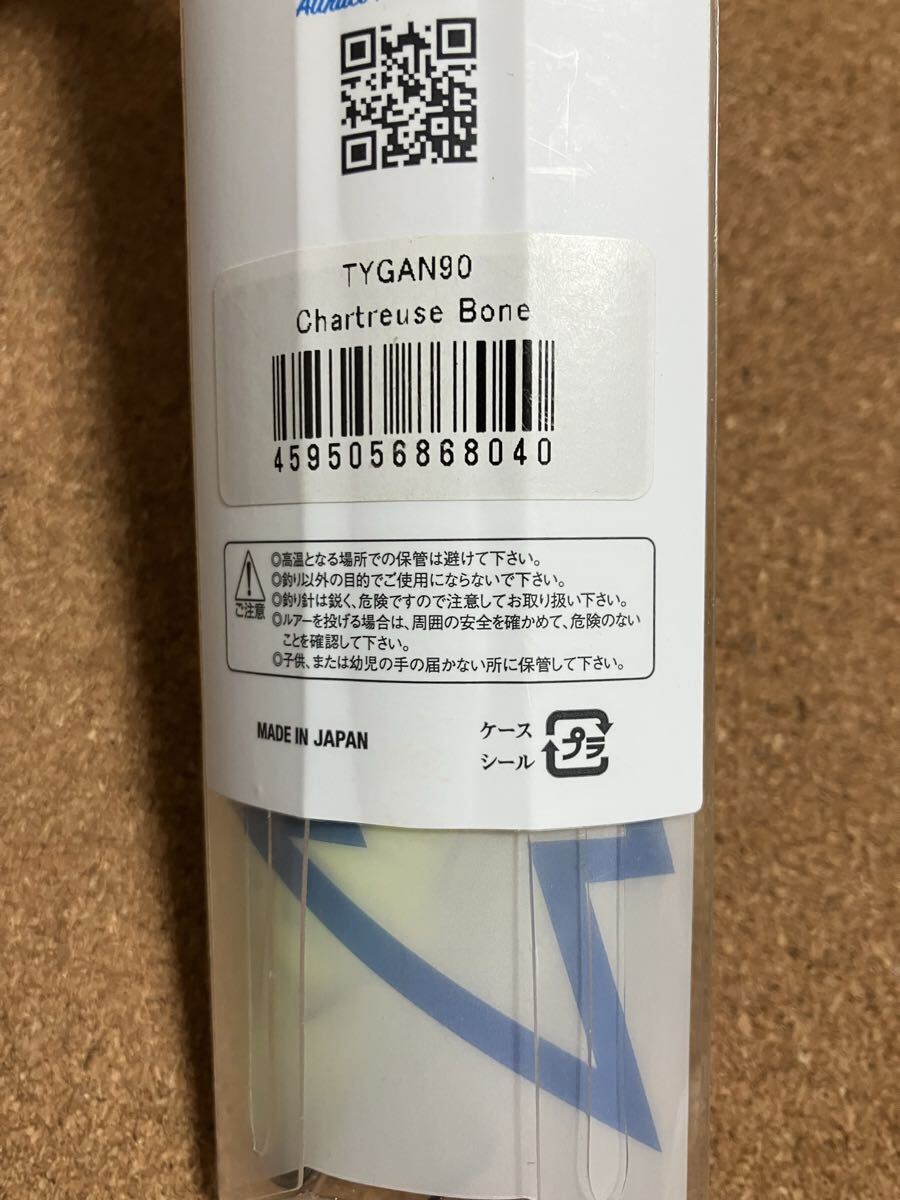 TYGAN90
Chartreuse Bone
4595056868040
ご注意
◎高温となる場所での保管は避けて下さい。
◎釣り以外の目的でご使用にならないで下さい。
◎釣り針は鋭く、危険ですので注意してお取り扱い下さい。
◎ルアーを投げる場合は、周囲の安全を確かめて、危険のない
ことを確認して下さい。
◎子供、または幼児の手の届かない所に保管して下さい。
MADE IN JAPAN
ケース
シール
プラ